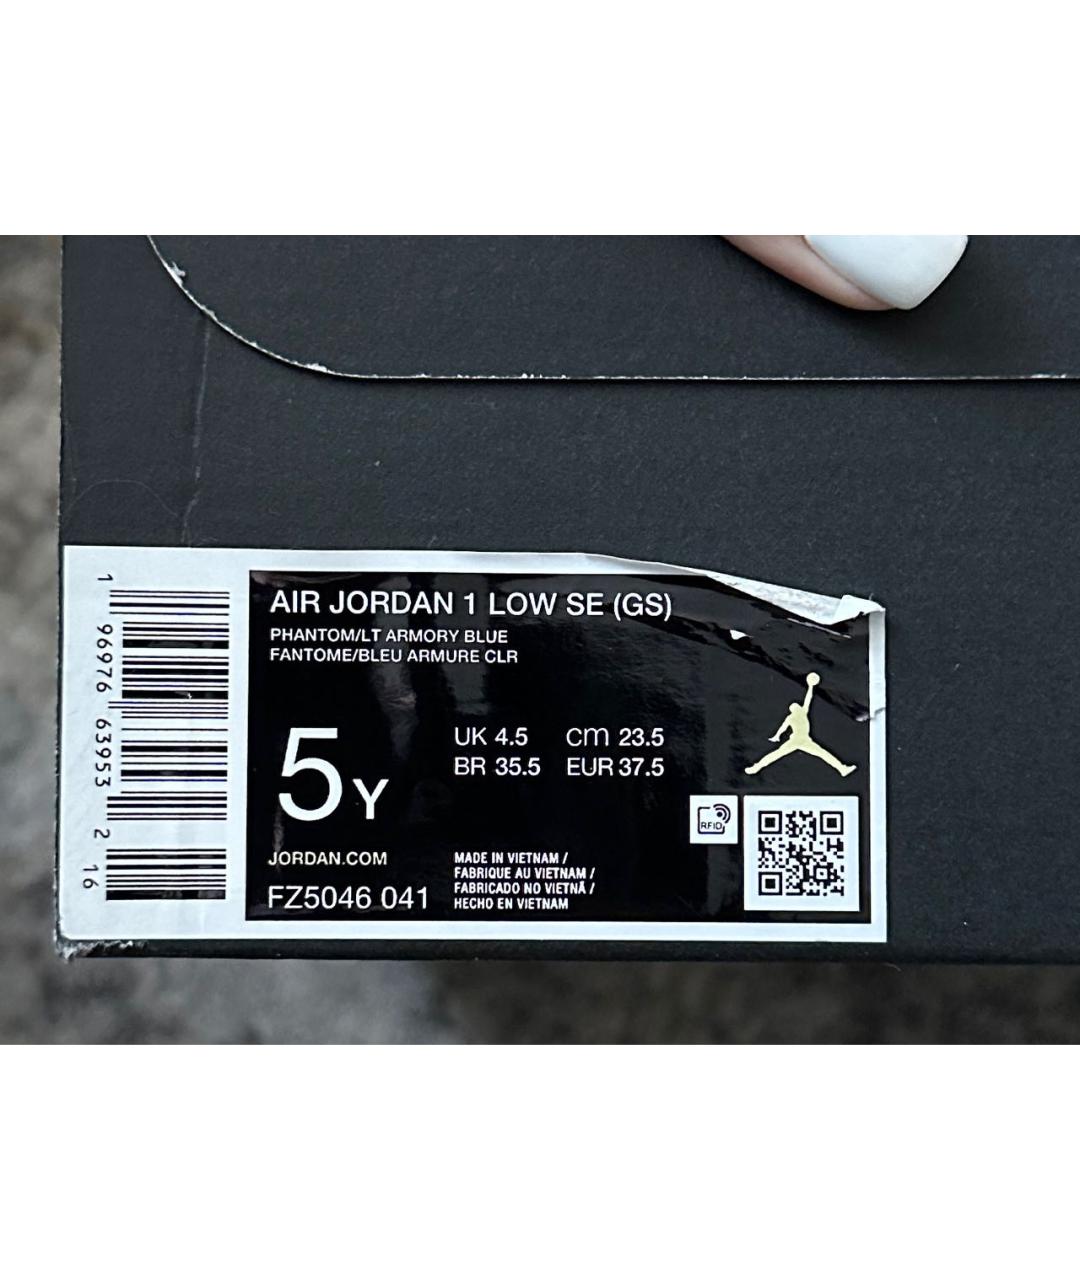 AIR JORDAN 1 LOW SE (GS)
PHANTOM/LT ARMORY BLUE
FANTOME/BLEU ARMURE CLR
5Y
UK 4.5 cm 23.5
BR 35.5 EUR 37.5
RFID
JORDAN.COM
FZ5046 041
MADE IN VIETNAM /
FABRIQUE AU VIETNAM /
FABRICADO NO VIETNÃ /
HECHO EN VIETNAM
1 96976 63953 2 16